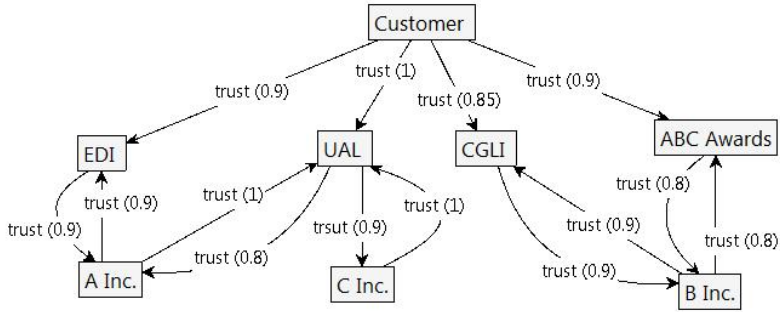 Customer
trust (0.9)
trust (1)
trust (0.85)
trust (0.9)
EDI
UAL
CGLI
ABC Awards
trust (0.9)
trust (0.9)
trust (1)
trust (0.8)
trsut (0.9)
trust (1)
trust (0.9)
trust (0.9)
trust (0.8)
trust (0.8)
A Inc.
C Inc.
B Inc.